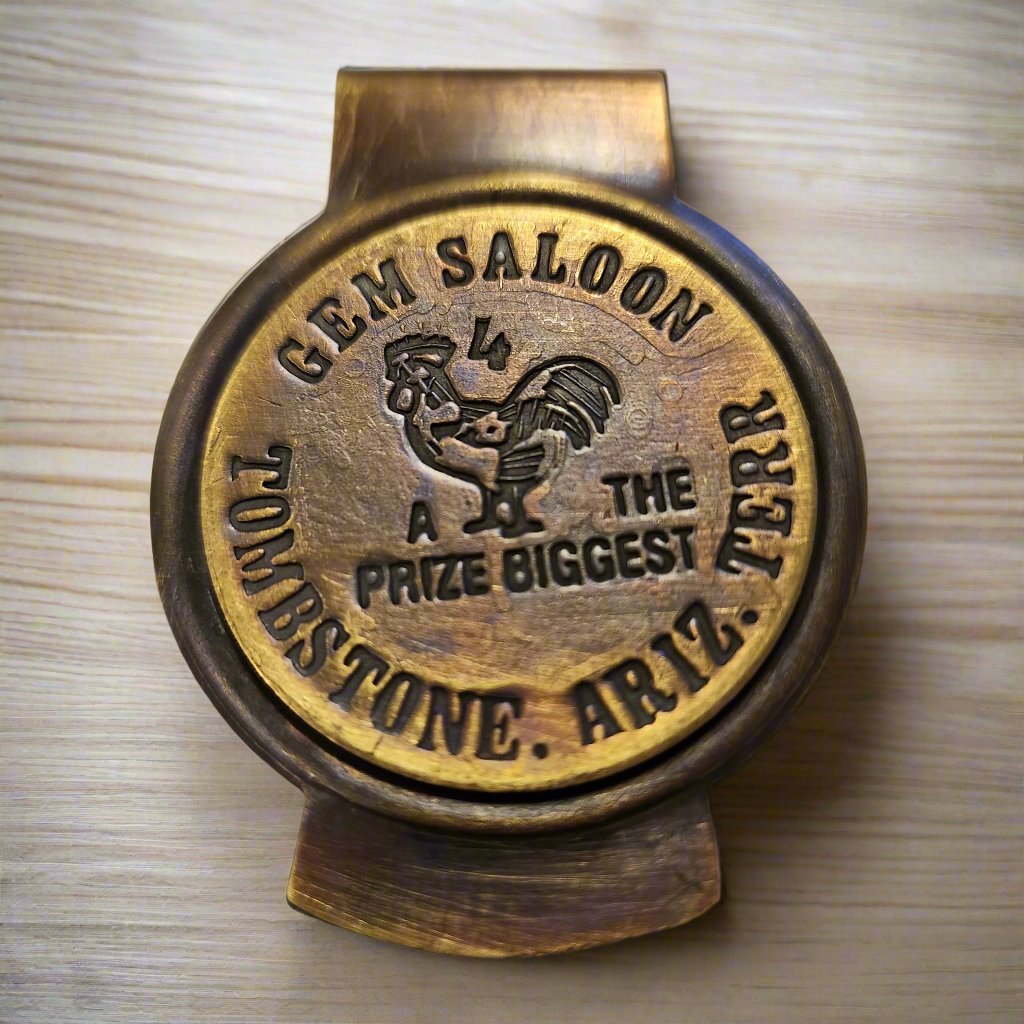 GEM SALOON
4
A THE
PRIZE BIGGEST
TOMBSTONE. ARIZ. TERR